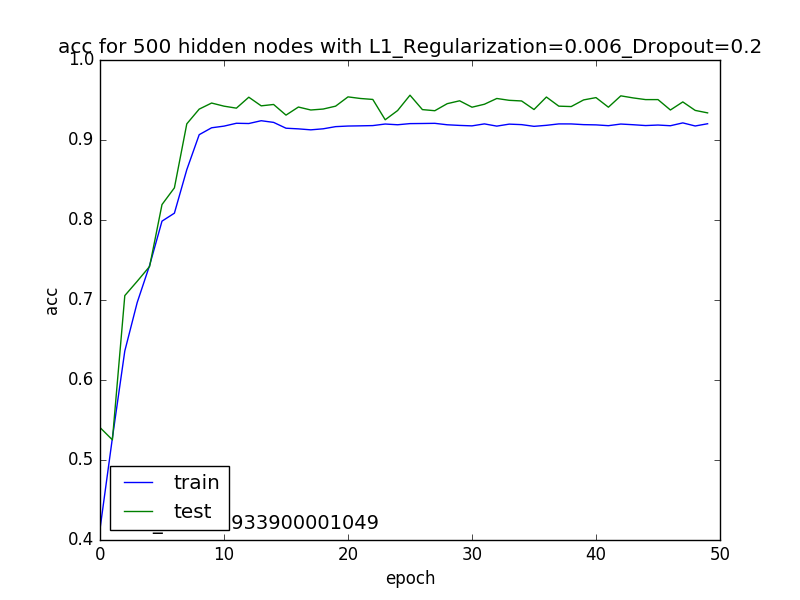 acc for 500 hidden nodes with L1_Regularization=0.006_Dropout=0.2
1.0
0.9
0.8
0.7
0.6
0.5
0.4
acc
train
test
_ 933900001049
0 10 20 30 40 50
epoch